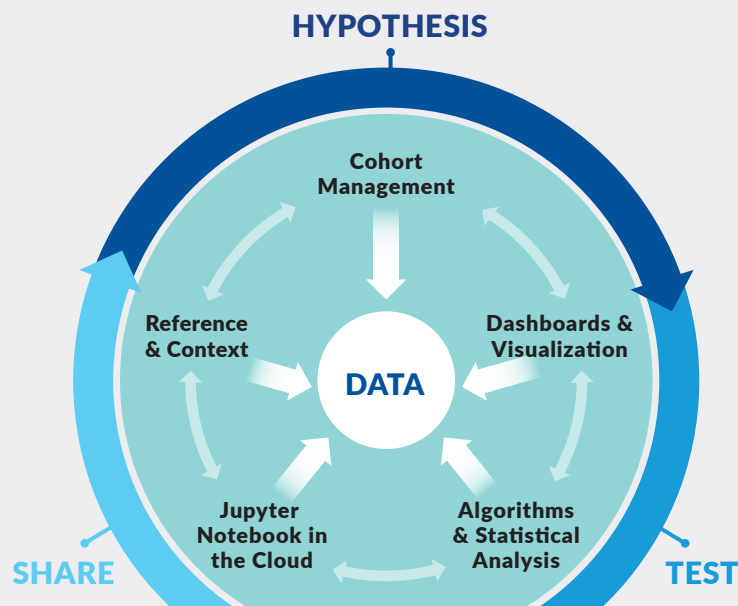 HYPOTHESIS
Cohort
Management
Reference
& Context
Dashboards &
Visualization
DATA
Jupyter
Notebook in
the Cloud
Algorithms
& Statistical
Analysis
SHARE
TEST